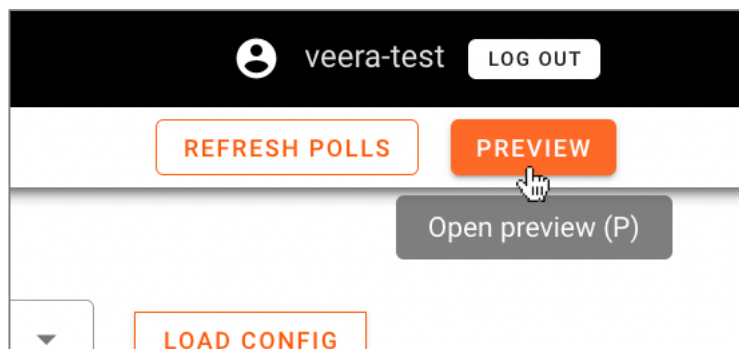 veera-test LOG OUT
REFRESH POLLS PREVIEW
Open preview (P)
LOAD CONFIG